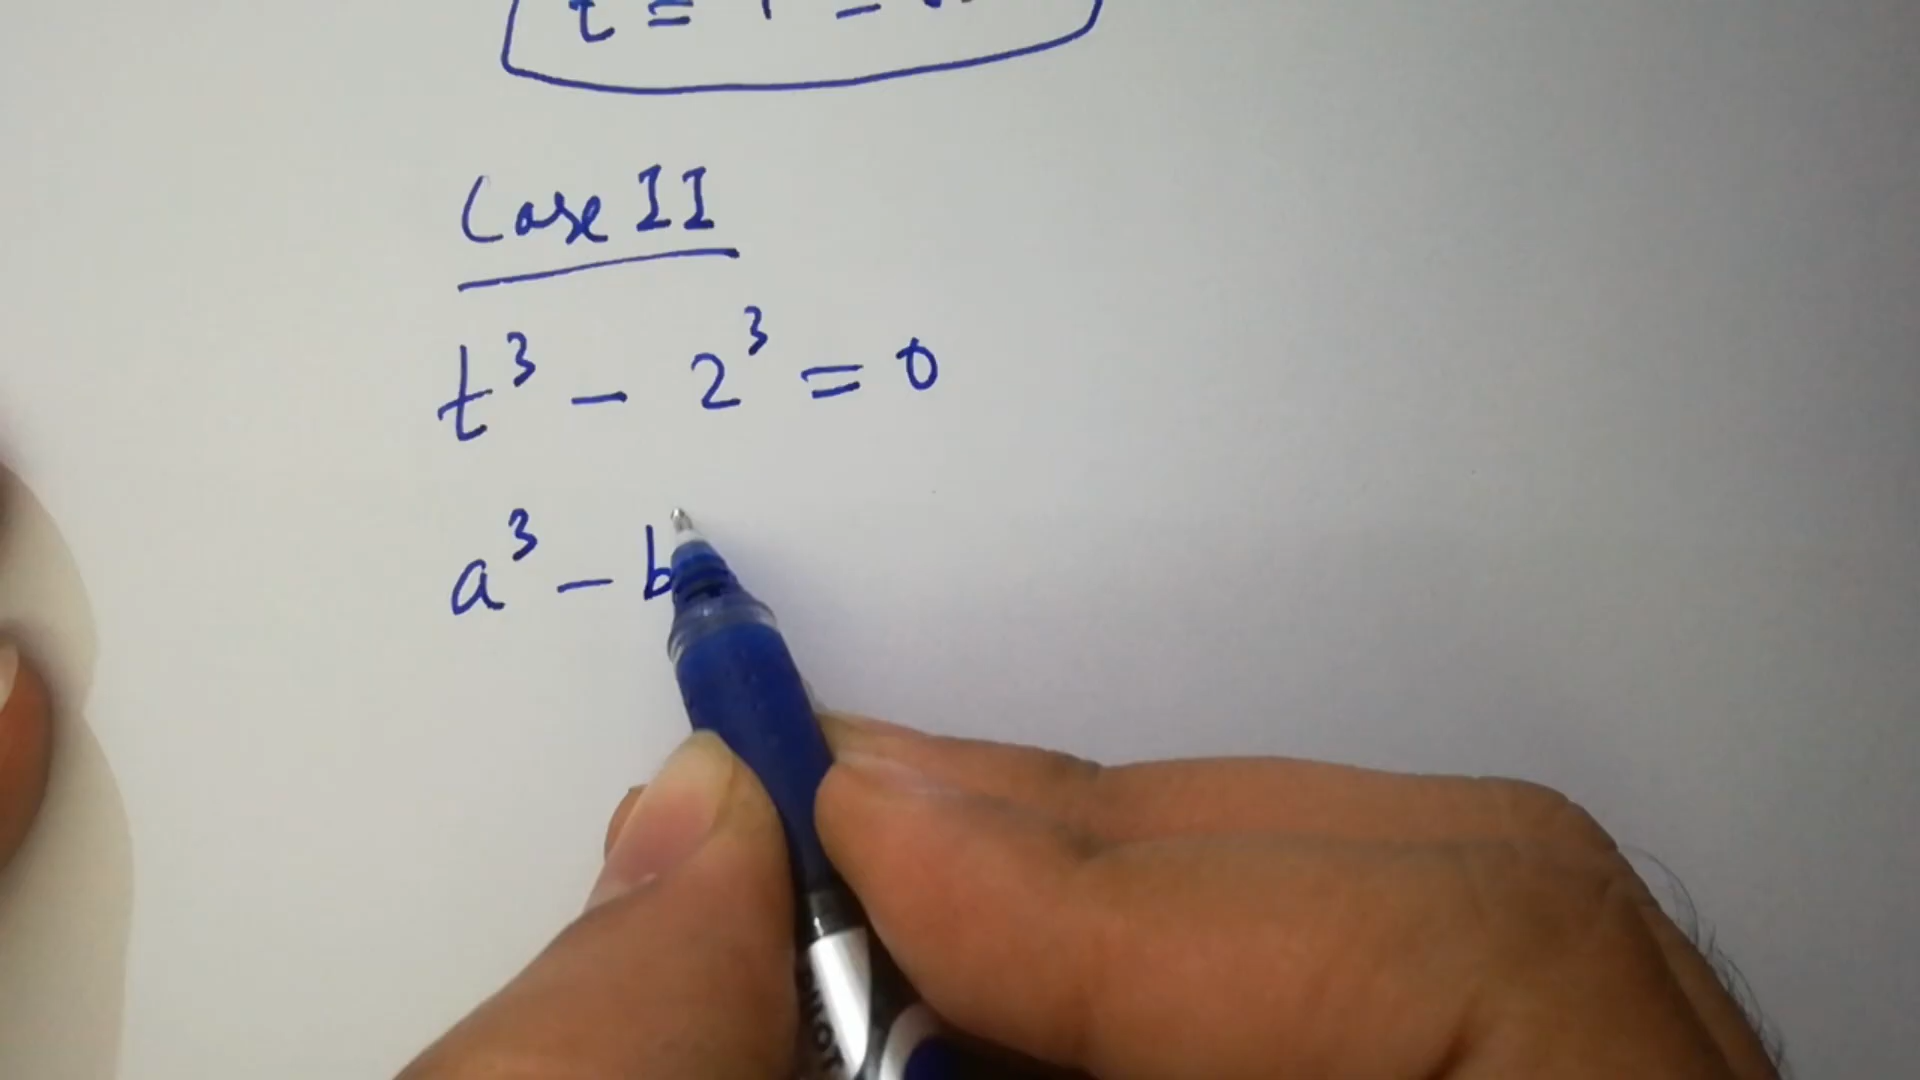 t =
Case II
t³ - 2³ = 0
a³ - b